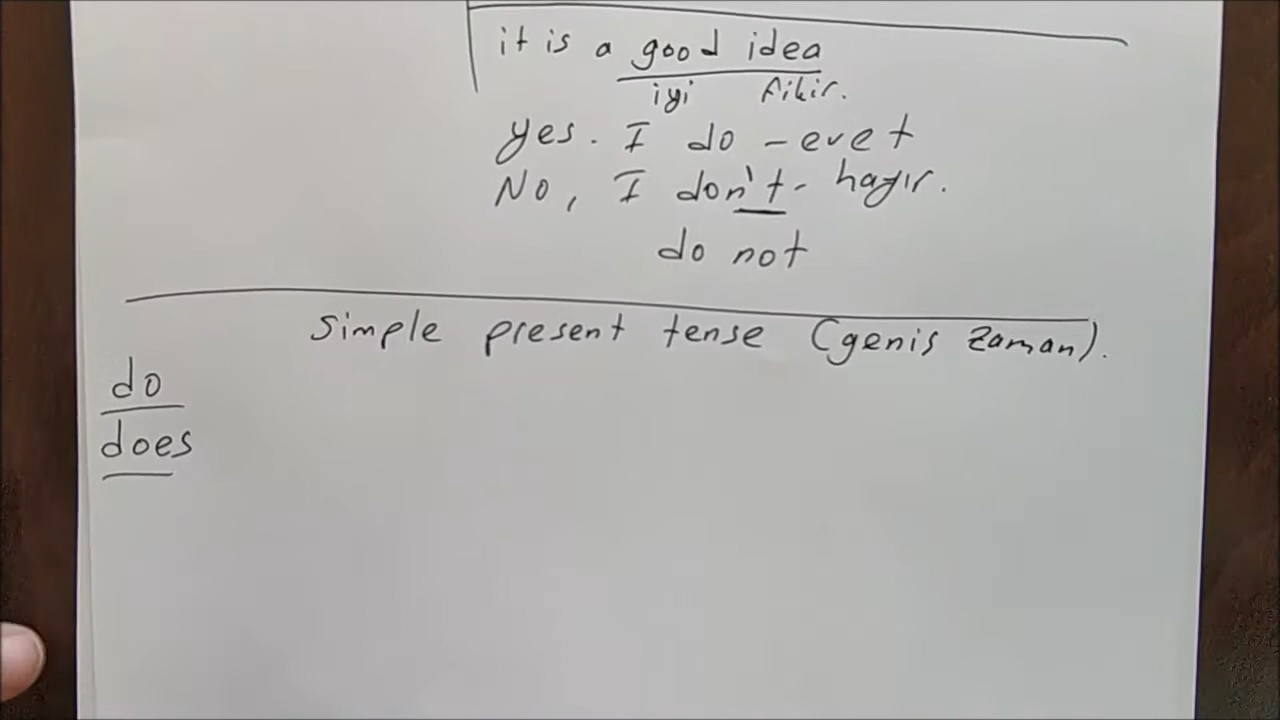 it is a good idea
iyi fikir.
yes. I do - evet
No, I don't - hayır.
do not
simple present tense (genis zaman).
do
does